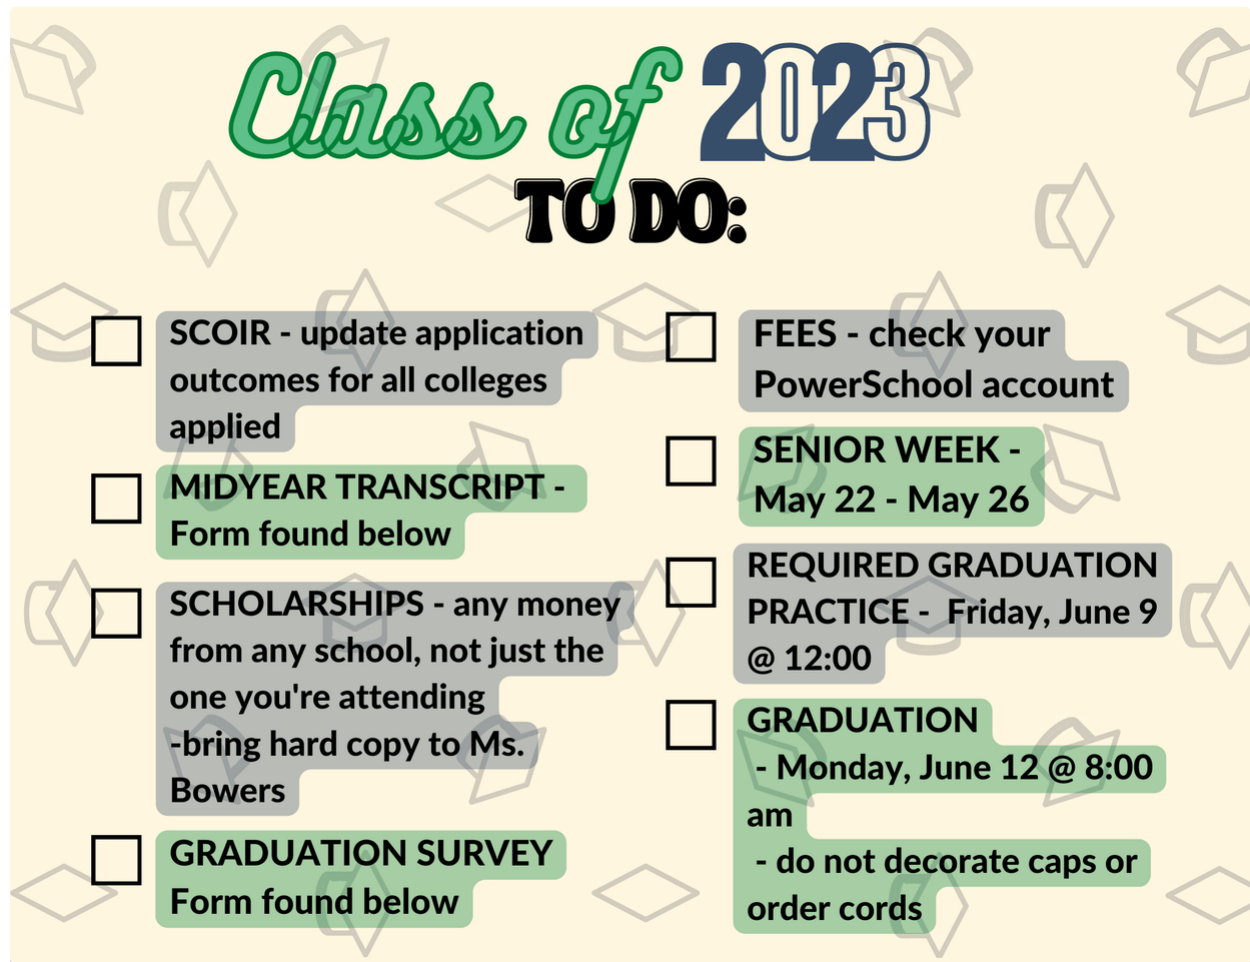 Class of 2023
TO DO:
SCOIR - update application
outcomes for all colleges
applied
MIDYEAR TRANSCRIPT -
Form found below
SCHOLARSHIPS - any money
from any school, not just the
one you're attending
-bring hard copy to Ms.
Bowers
GRADUATION SURVEY
Form found below
FEES - check your
PowerSchool account
SENIOR WEEK -
May 22 - May 26
REQUIRED GRADUATION
PRACTICE - Friday, June 9
@ 12:00
GRADUATION
- Monday, June 12 @ 8:00
am
- do not decorate caps or
order cords